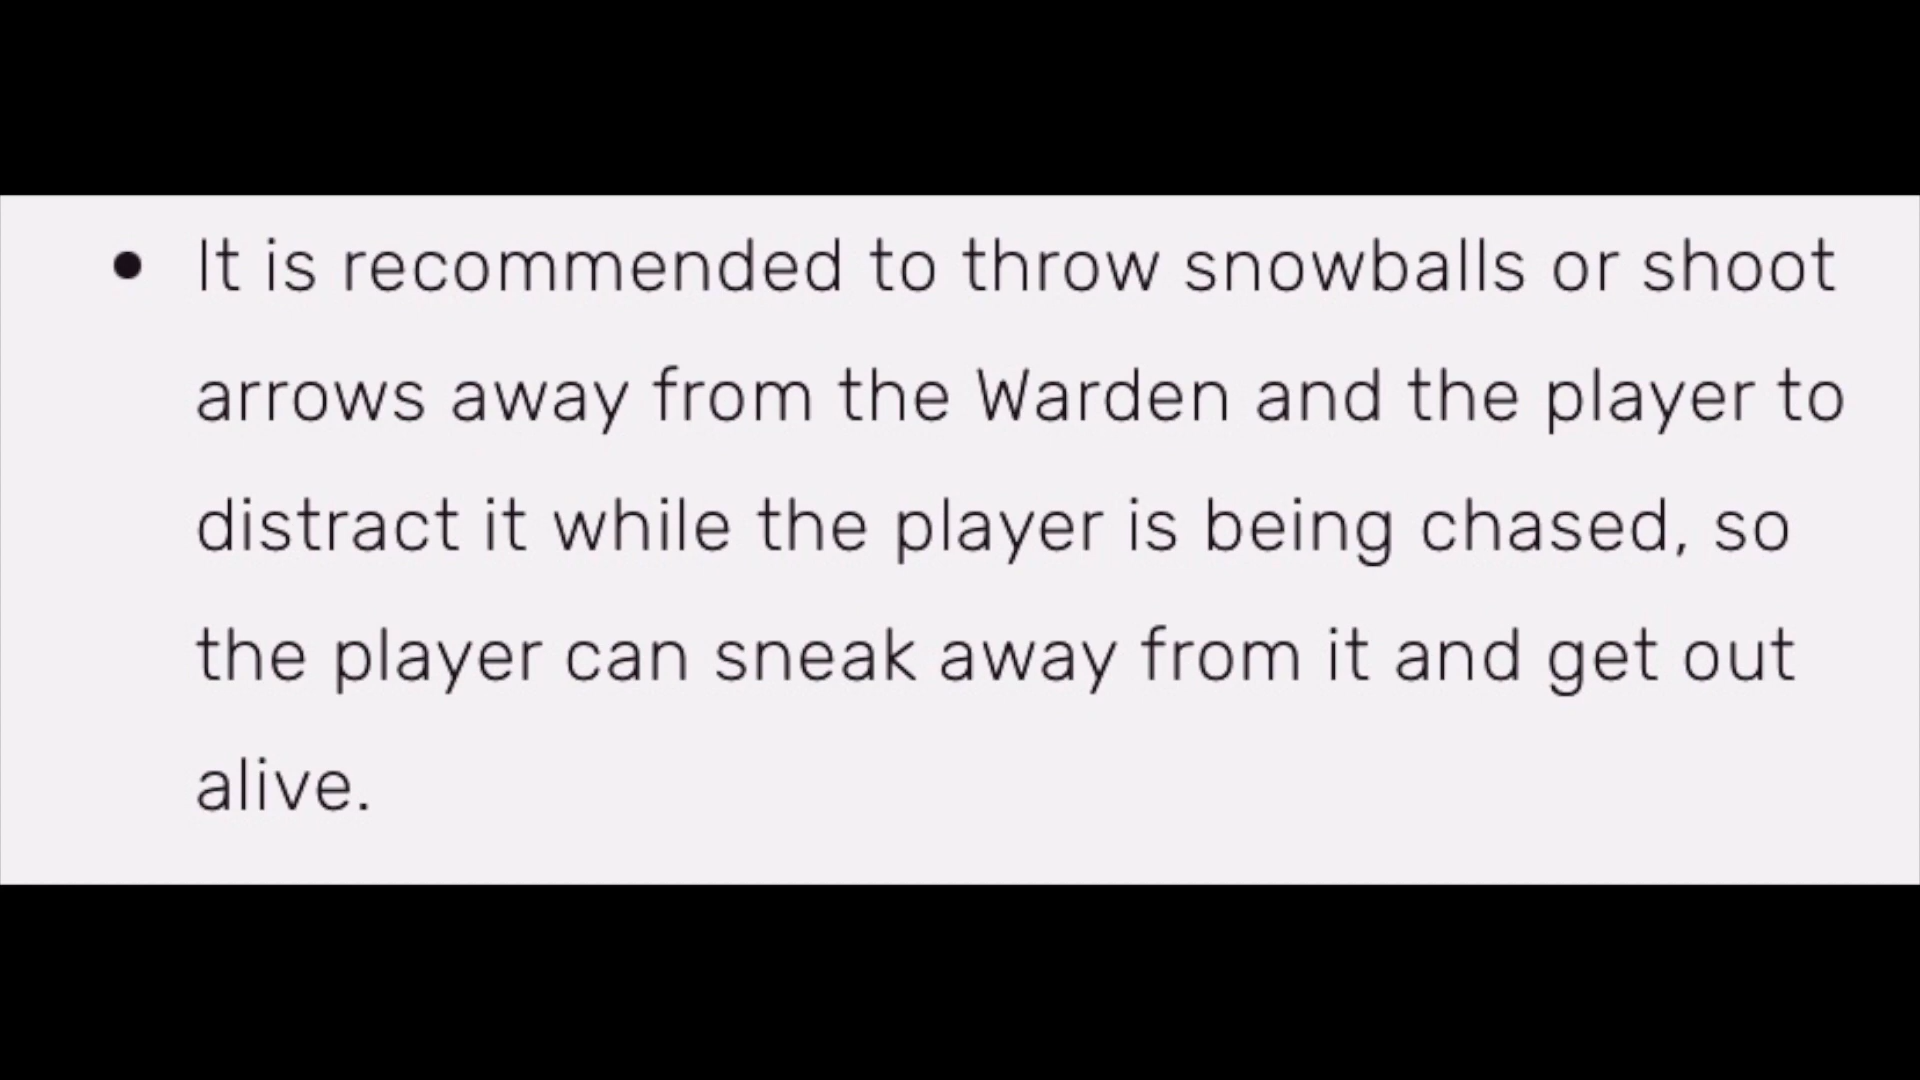 • It is recommended to throw snowballs or shoot
arrows away from the Warden and the player to
distract it while the player is being chased, so
the player can sneak away from it and get out
alive.